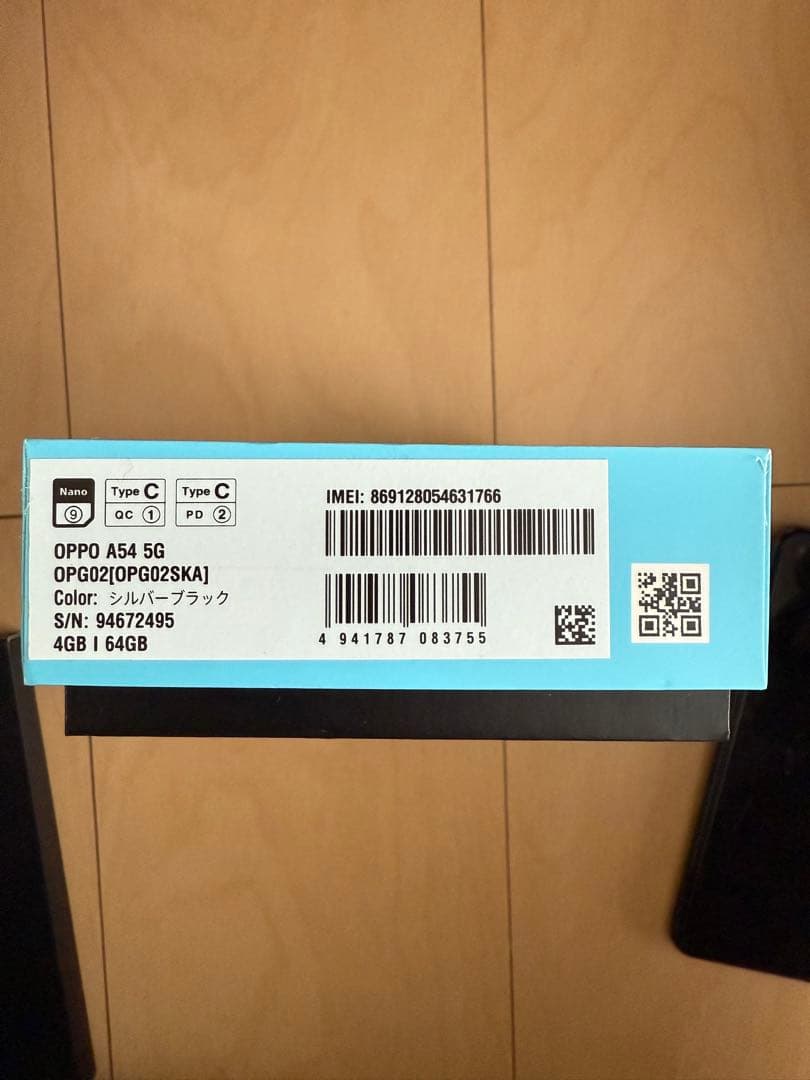 Nano
⑨
Type C
QC ①
Type C
PD ②
OPPO A54 5G
OPG02[OPG02SKA]
Color: シルバーブラック
S/N: 94672495
4GB | 64GB
IMEI: 869128054631766
4 941787 083755